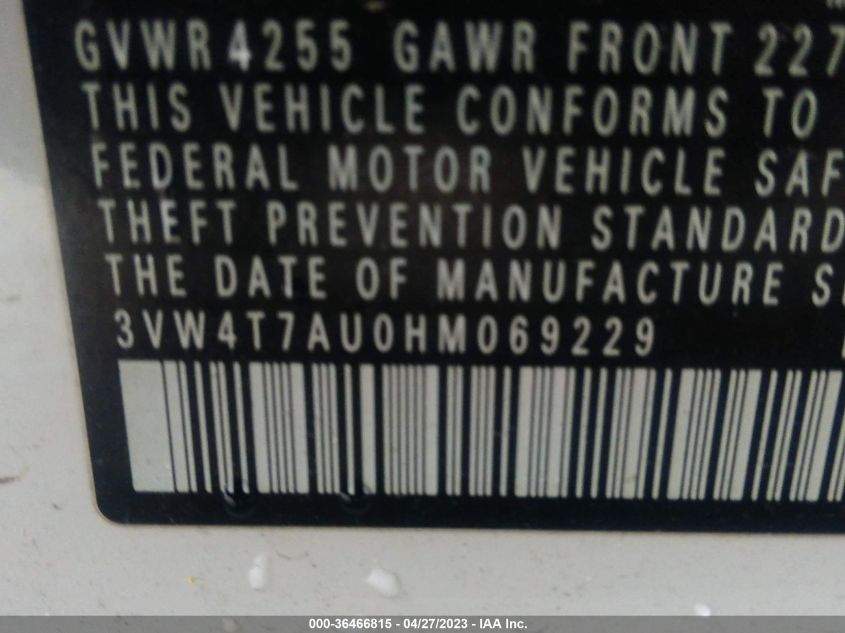 GVWR 4255 GAWR FRONT 227
THIS VEHICLE CONFORMS TO
FEDERAL MOTOR VEHICLE SAF
THEFT PREVENTION STANDARD
THE DATE OF MANUFACTURE S
3VW4T7AU0HM069229
000-36466815 - 04/27/2023 - IAA Inc.